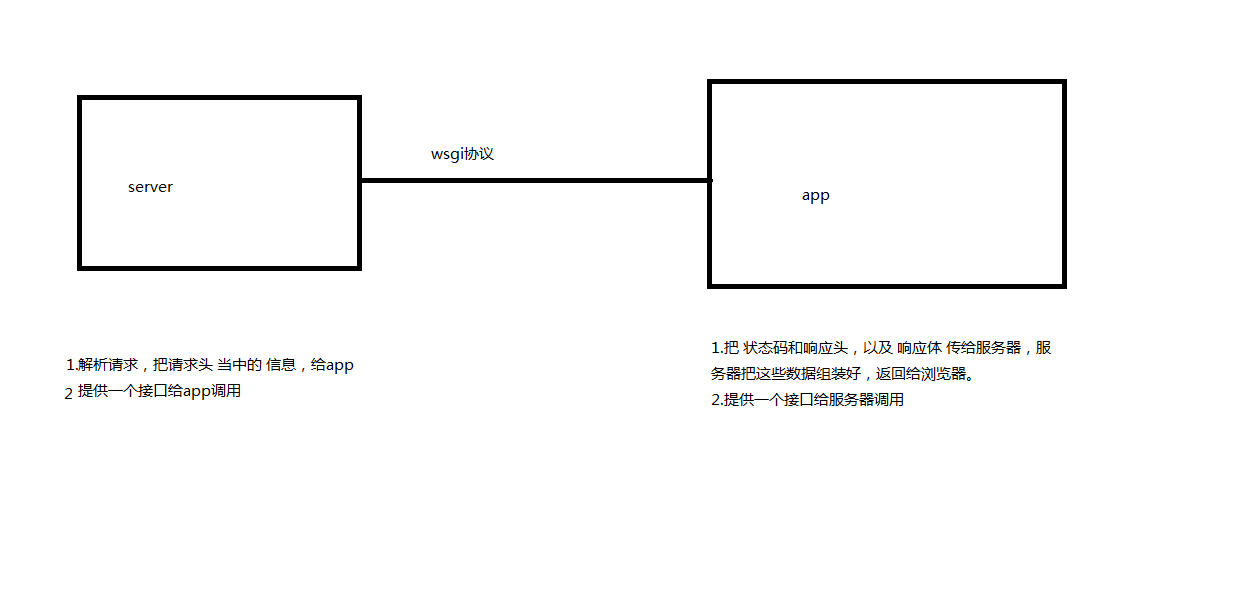 wsgi协议
server
app
1.解析请求，把请求头 当中的 信息，给app
2 提供一个接口给app调用
1.把 状态码和响应头，以及 响应体 传给服务器，服
务器把这些数据组装好，返回给浏览器。
2.提供一个接口给服务器调用